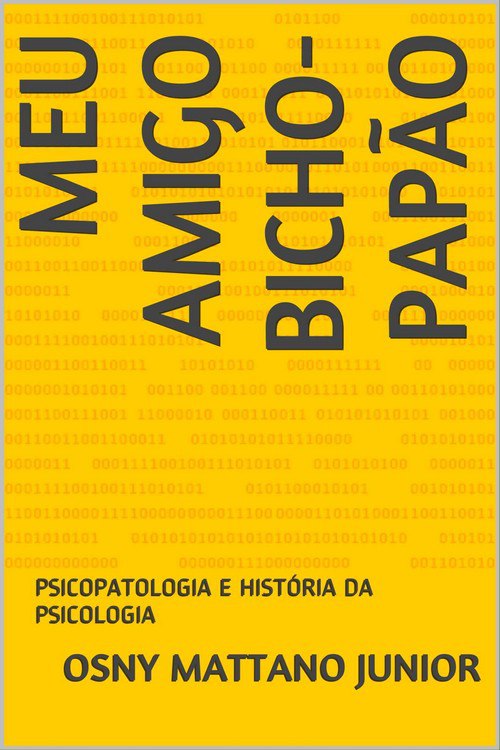 MEU
AMIGO
BICHO-
PAPÃO
PSICOPATOLOGIA E HISTÓRIA DA
PSICOLOGIA
OSNY MATTANO JUNIOR